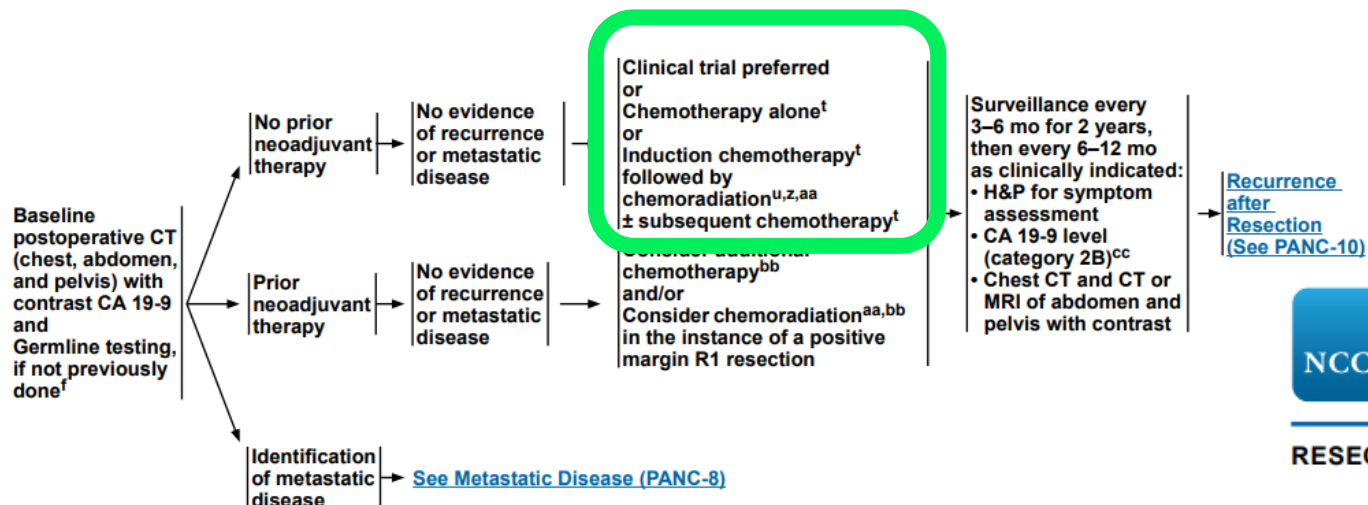 Baseline
postoperative CT
(chest, abdomen,
and pelvis) with
contrast CA 19-9
and
Germline testing,
if not previously
done^f
No prior
neoadjuvant
therapy
No evidence
of recurrence
or metastatic
disease
Clinical trial preferred
or
Chemotherapy alone^t
or
Induction chemotherapy^t
followed by
chemoradiation^u,z,aa
± subsequent chemotherapy^t
Prior
neoadjuvant
therapy
No evidence
of recurrence
or metastatic
disease
Consider additional
chemotherapy^bb
and/or
Consider chemoradiation^aa,bb
in the instance of a positive
margin R1 resection
Identification
of metastatic
disease
See Metastatic Disease (PANC-8)
Surveillance every
3–6 mo for 2 years,
then every 6–12 mo
as clinically indicated:
• H&P for symptom
assessment
• CA 19-9 level
(category 2B)^cc
• Chest CT and CT or
MRI of abdomen and
pelvis with contrast
Recurrence
after
Resection
(See PANC-10)
NCC
RESEC